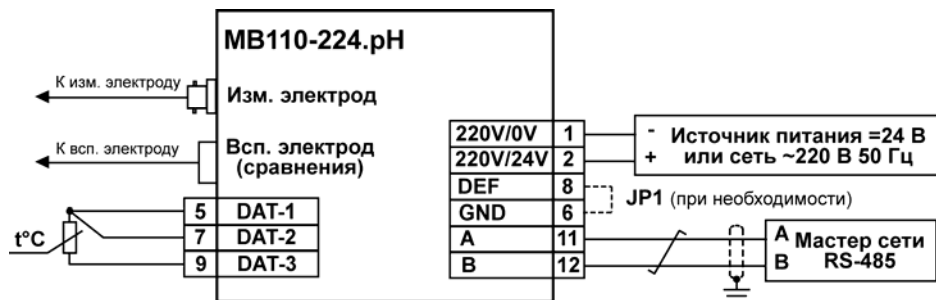 МВ110-224.рН
К изм. электроду
Изм. электрод
К всп. электроду
Всп. электрод
(сравнения)
t°C
5 DAT-1
7 DAT-2
9 DAT-3
220V/0V 1
220V/24V 2
DEF 8
GND 6
A 11
B 12
- Источник питания =24 В
+ или сеть ~220 В 50 Гц
JP1 (при необходимости)
A Мастер сети
B RS-485